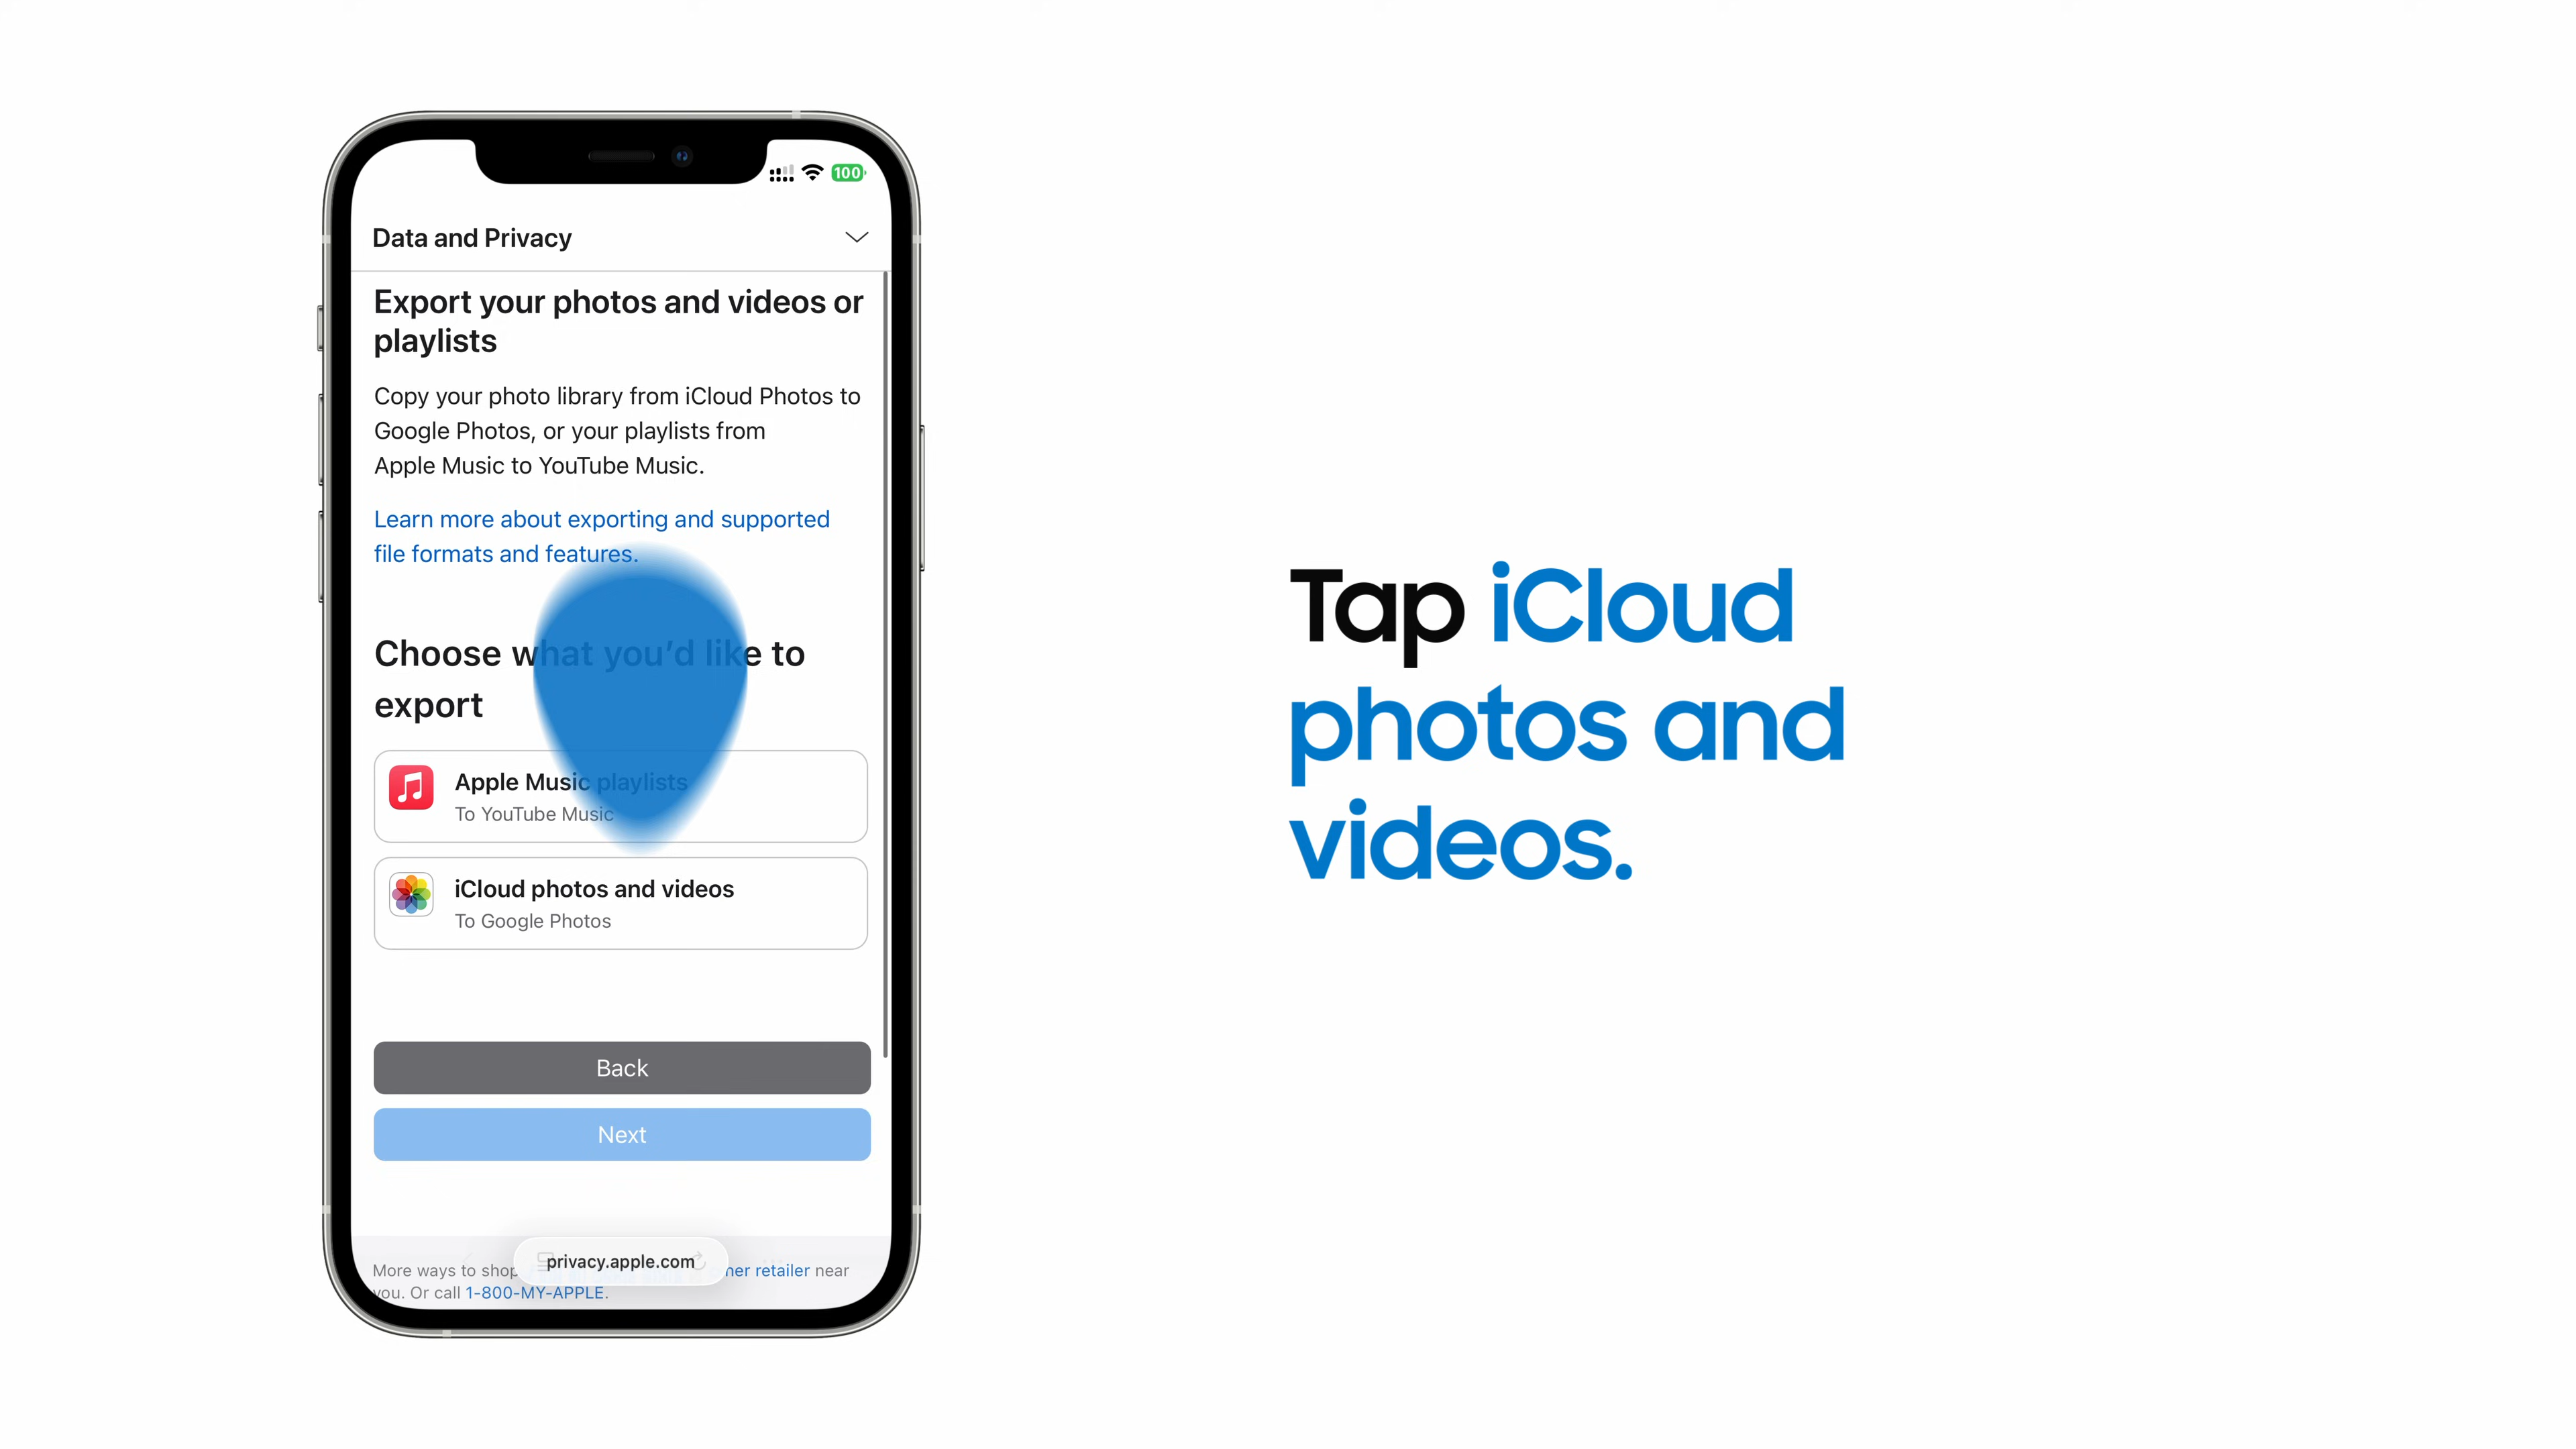 100
Data and Privacy
Export your photos and videos or
playlists
Copy your photo library from iCloud Photos to
Google Photos, or your playlists from
Apple Music to YouTube Music.
Learn more about exporting and supported
file formats and features.
Choose what you’d like to
export
Apple Music playlists
To YouTube Music
iCloud photos and videos
To Google Photos
Back
Next
privacy.apple.com
More ways to shop retailer near
you. Or call 1-800-MY-APPLE.
Tap iCloud
photos and
videos.